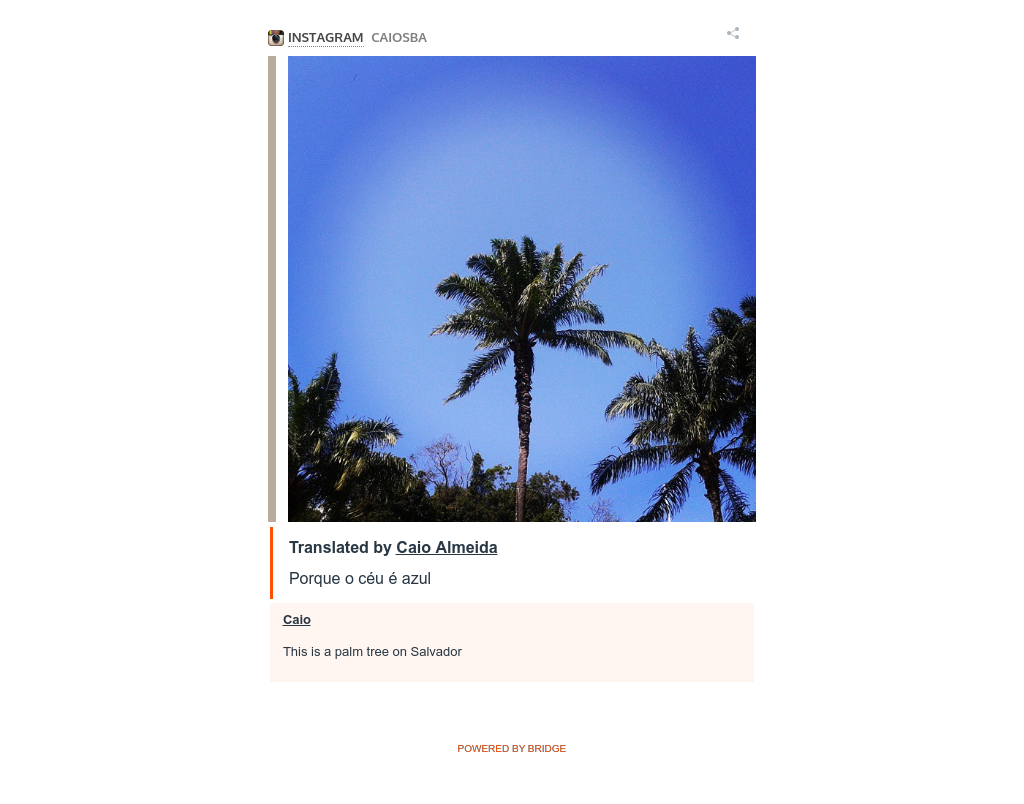 INSTAGRAM CAIOSBA
Translated by Caio Almeida
Porque o céu é azul
Caio
This is a palm tree on Salvador
POWERED BY BRIDGE